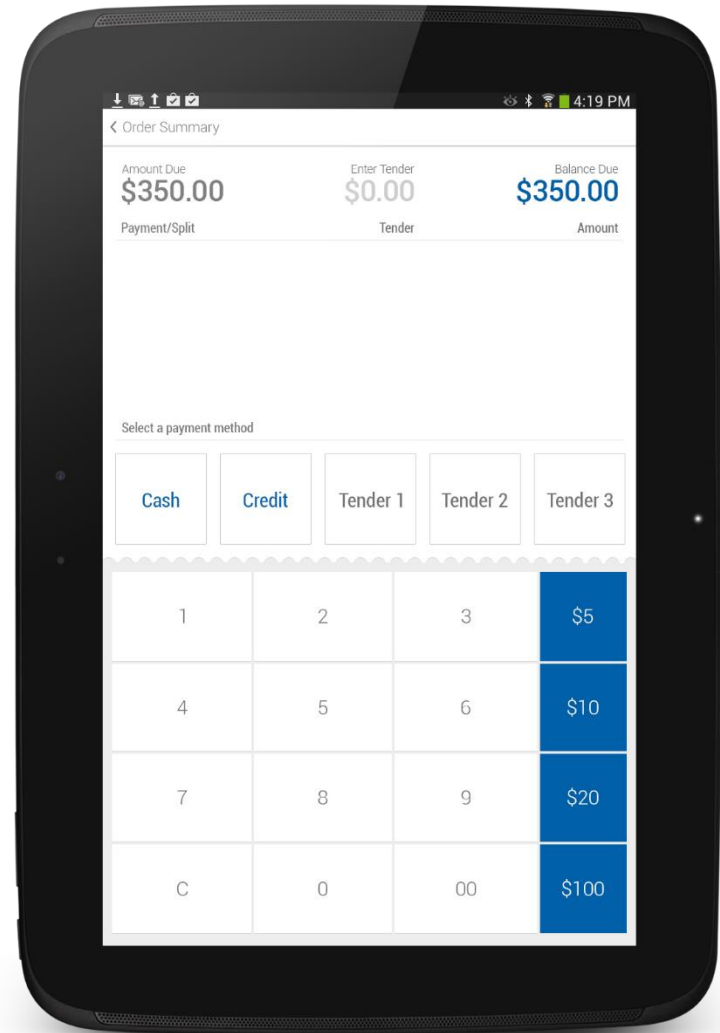 4:19 PM
Order Summary
Amount Due Enter Tender Balance Due
$350.00 $0.00 $350.00
Payment/Split Tender Amount
Select a payment method
Cash Credit Tender 1 Tender 2 Tender 3
1 2 3 $5
4 5 6 $10
7 8 9 $20
C 0 00 $100